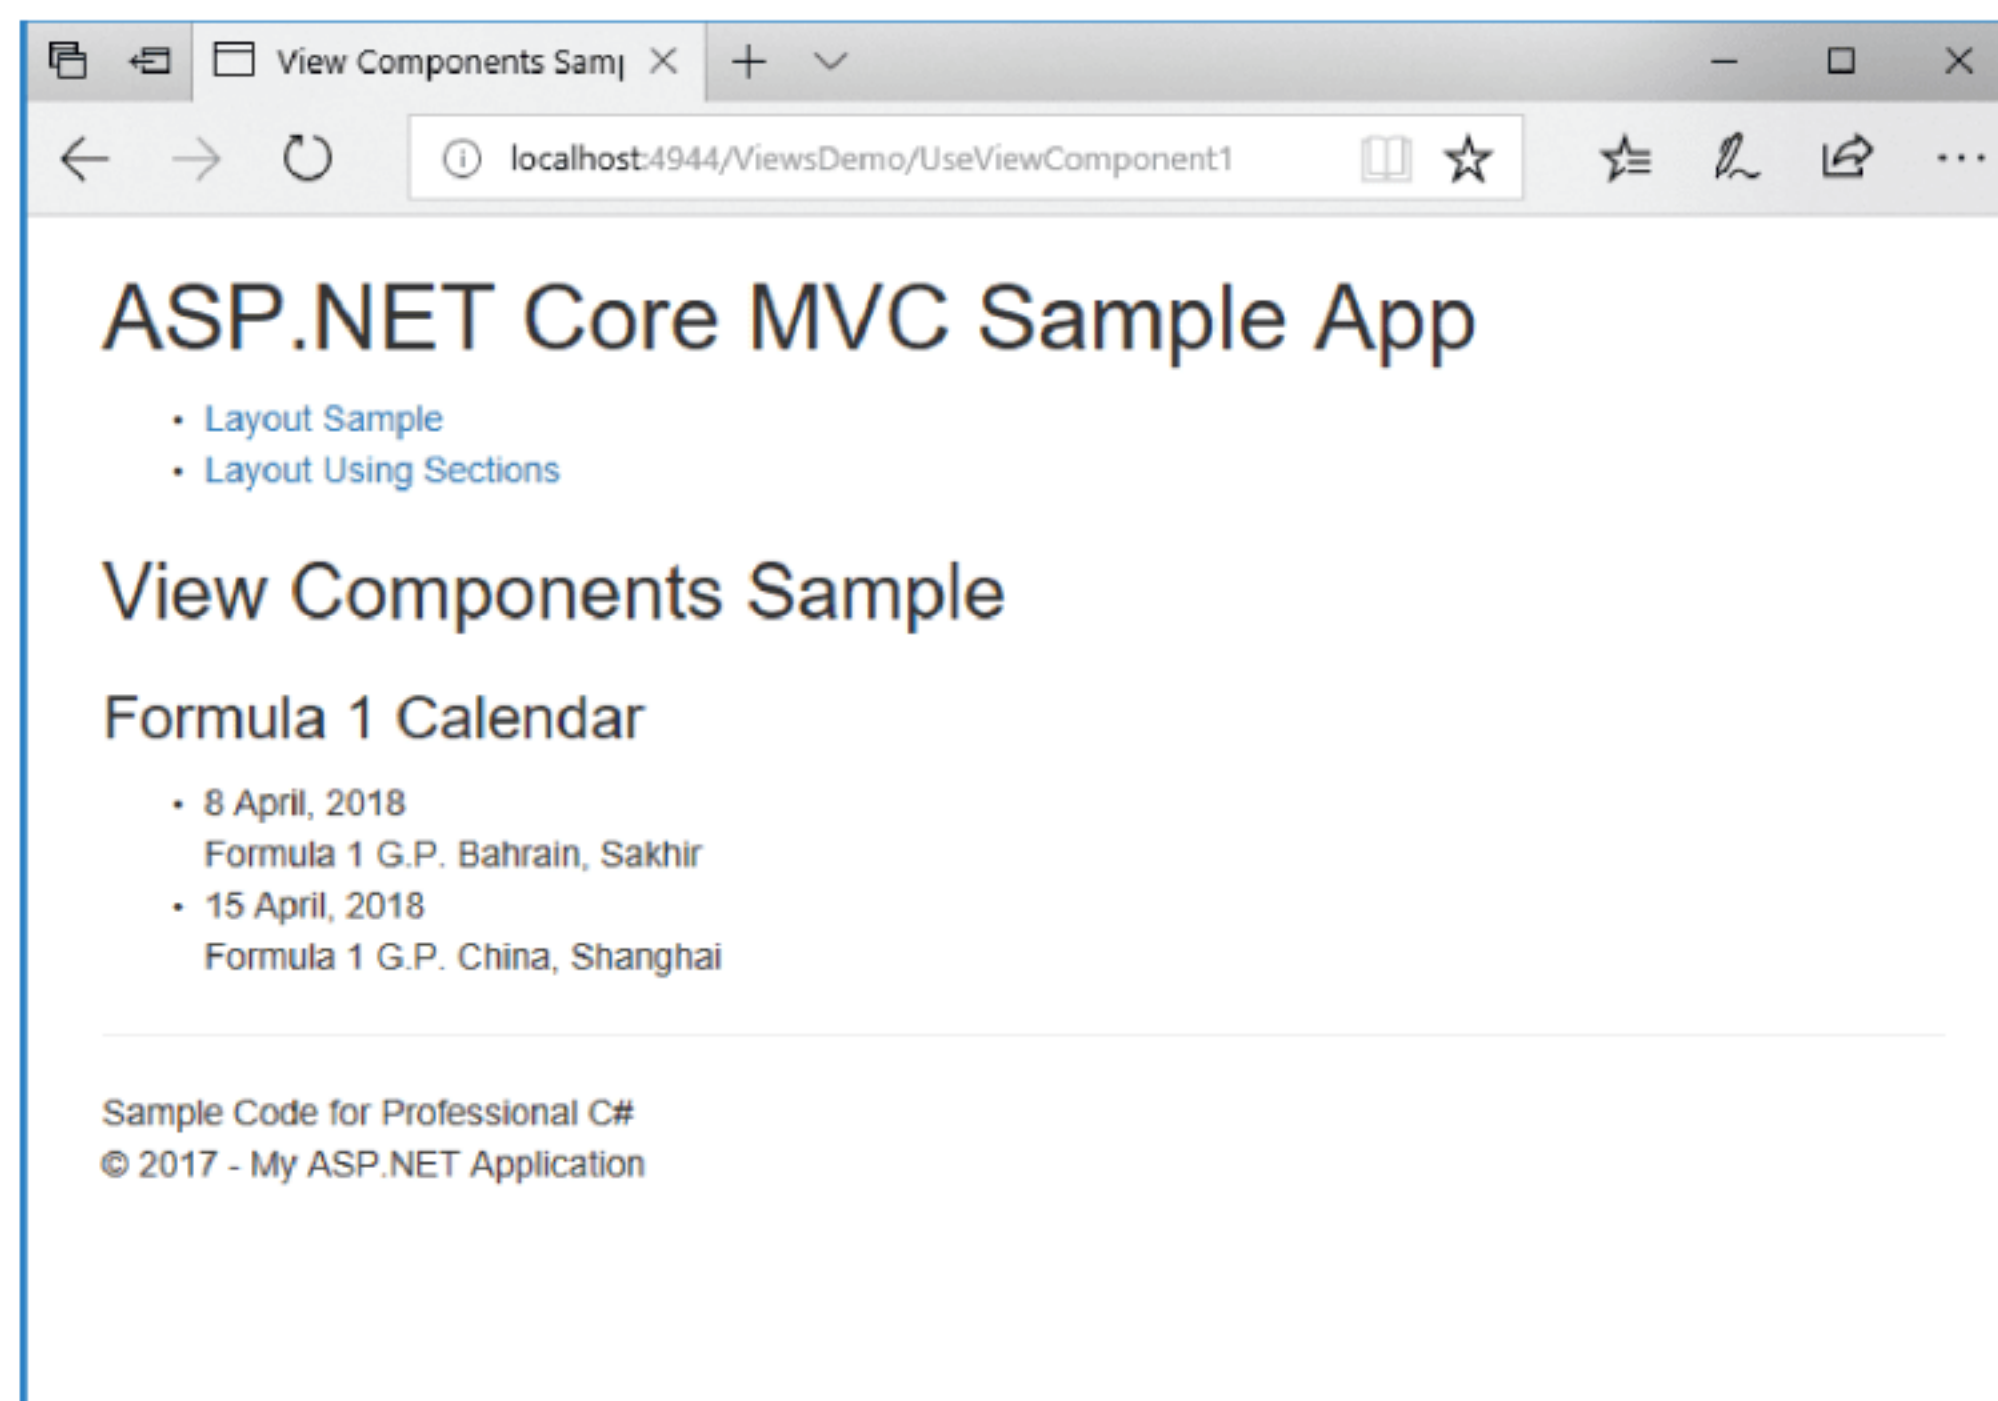 View Components Sam
localhost:4944/ViewsDemo/UseViewComponent1
ASP.NET Core MVC Sample App
• Layout Sample
• Layout Using Sections
View Components Sample
Formula 1 Calendar
• 8 April, 2018
Formula 1 G.P. Bahrain, Sakhir
• 15 April, 2018
Formula 1 G.P. China, Shanghai
Sample Code for Professional C#
© 2017 - My ASP.NET Application